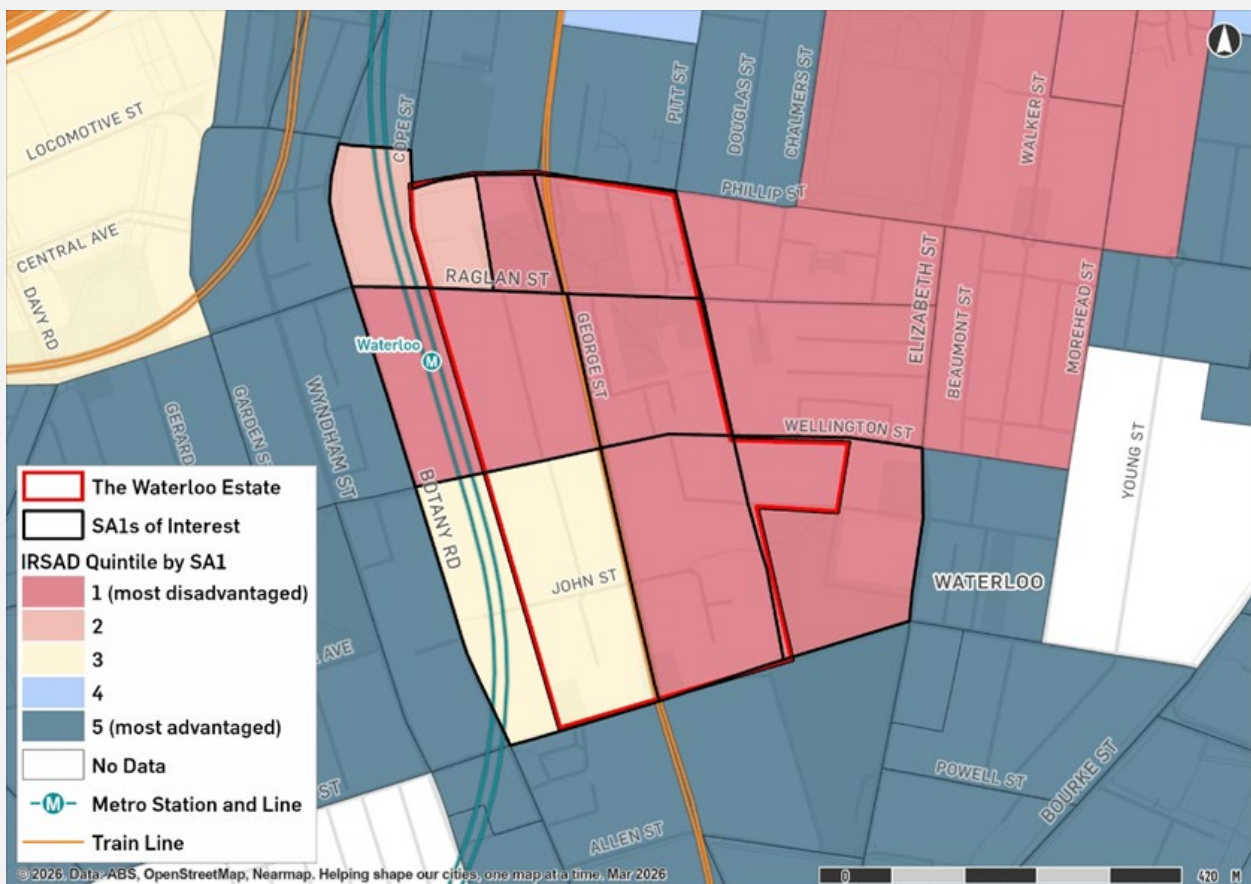 LOCOMOTIVE ST
CENTRAL AVE
DAVY RD
COPE ST
PITT ST
DOUGLAS ST
CHALMERS ST
WALKER ST
PHILLIP ST
RAGLAN ST
ELIZABETH ST
BEAUMONT ST
MOREHEAD ST
Waterloo
M
GEORGE ST
GERARD
GARDEN S
WYNDHAM ST
WELLINGTON ST
YOUNG ST
BOTANY RD
JOHN ST
WATERLOO
AVE
ST
POWELL ST
BOURKE ST
ALLEN ST
The Waterloo Estate
SA1s of Interest
IRSAD Quintile by SA1
1 (most disadvantaged)
2
3
4
5 (most advantaged)
No Data
M Metro Station and Line
Train Line
© 2026. Data: ABS, OpenStreetMap, Nearmap. Helping shape our cities, one map at a time. Mar 2026
0 420 M